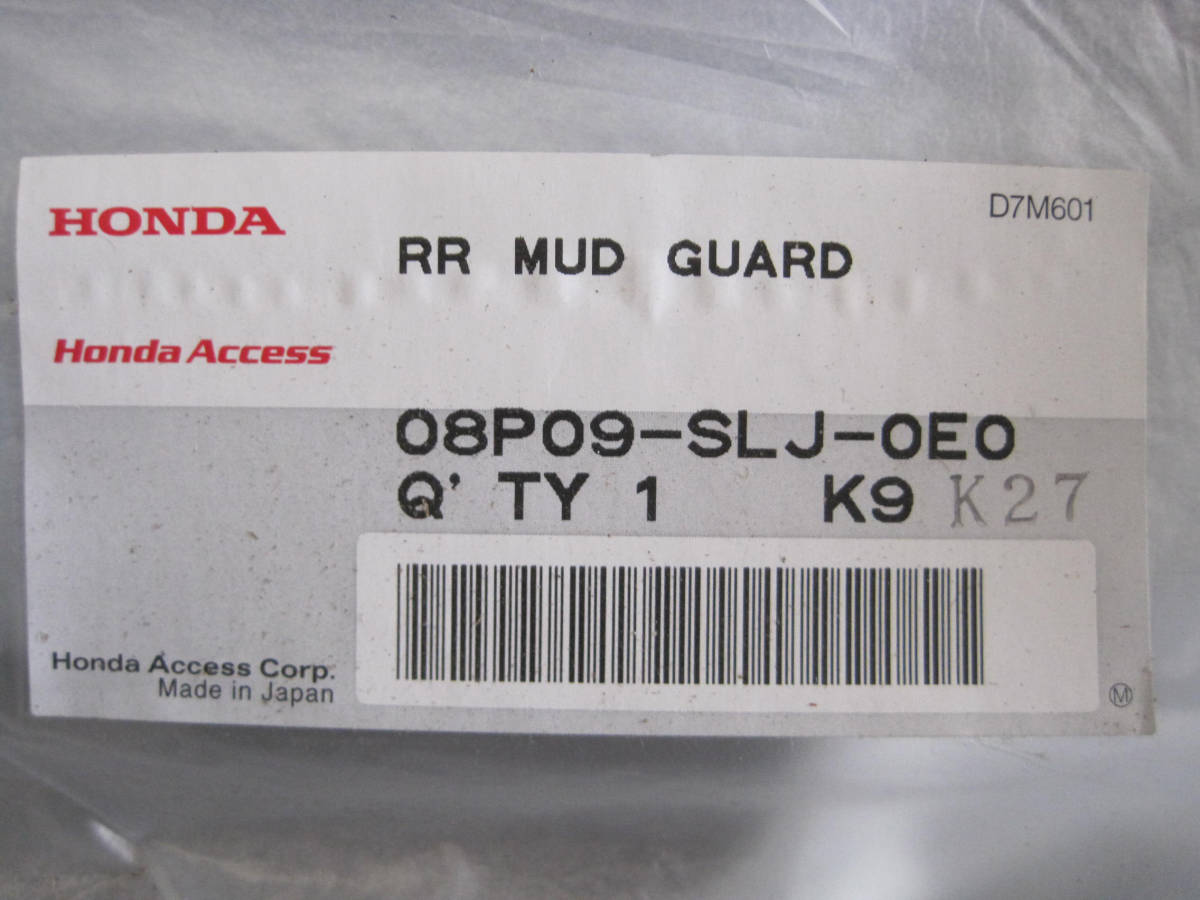 HONDA
D7M601
RR MUD GUARD
Honda Access
08P09-SLJ-0E0
Q' TY 1 K9 K27
Honda Access Corp.
Made in Japan
M